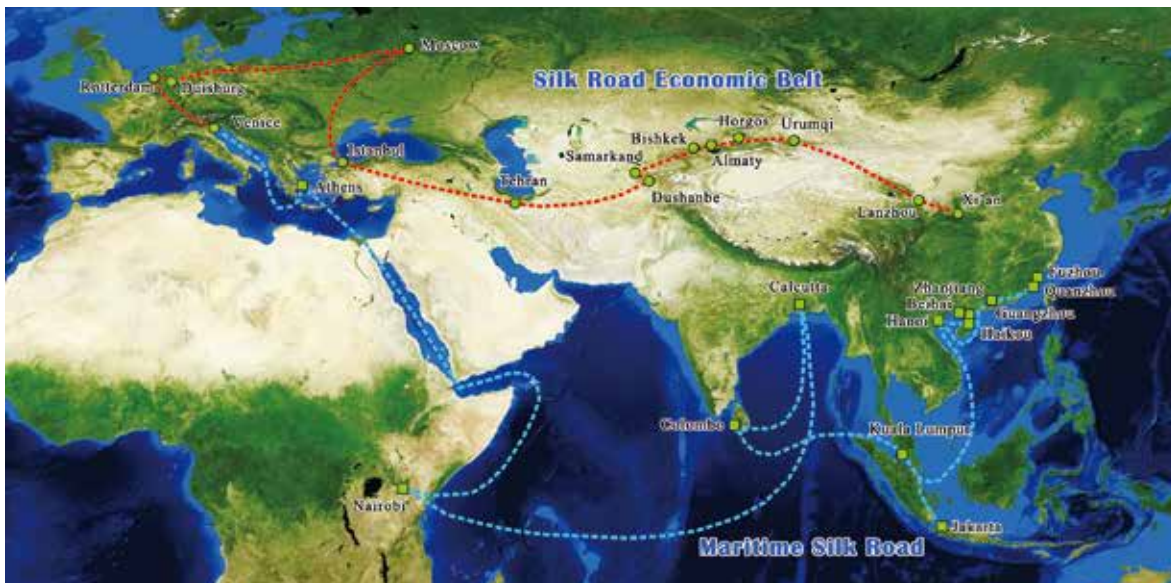 Moscow
Silk Road Economic Belt
Rotterdam
Duisburg
Venice
Horgos
Urumqi
Bishkek
Almaty
Istanbul
Samarkand
Tehran
Athens
Dushanbe
Lanzhou
Xi'an
Fuzhou
Calcutta
Zhanjiang
Quanzhou
Beihai
Guangzhou
Hanoi
Haikou
Colombo
Kuala Lumpur
Nairobi
Jakarta
Maritime Silk Road